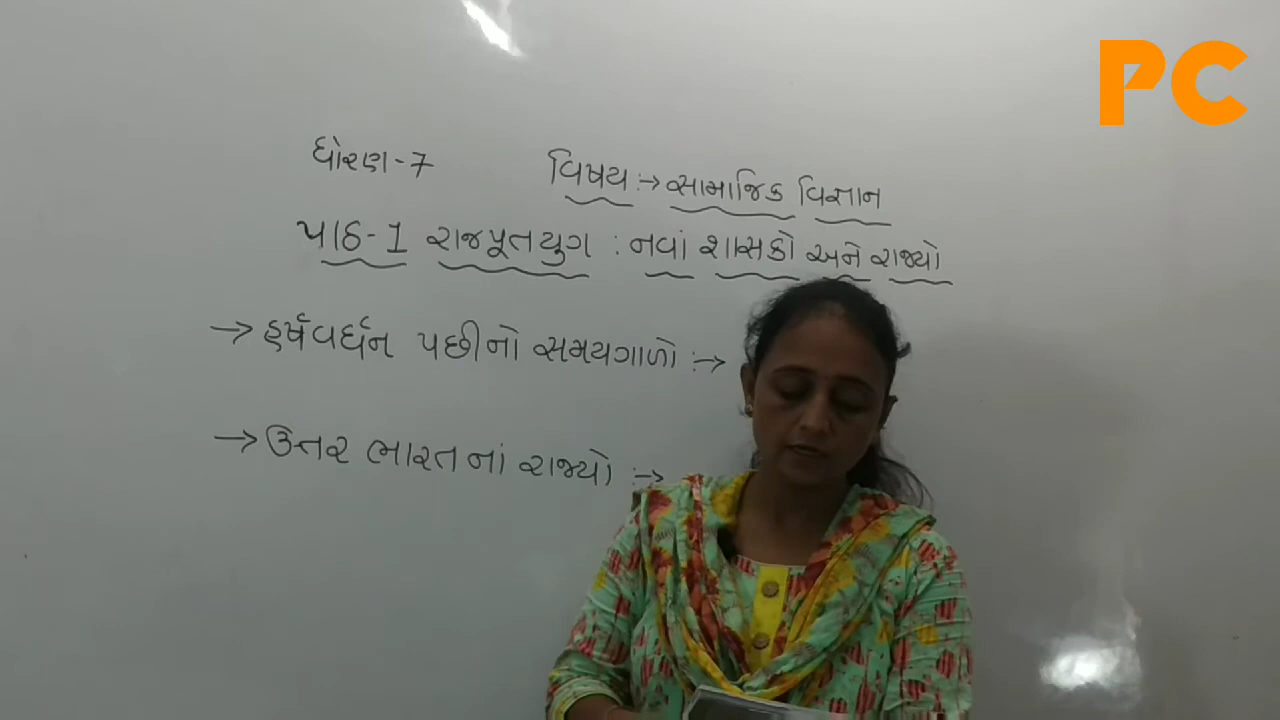 PC
ધોરણ-7 વિષય :→ સામાજિક વિજ્ઞાન
પાઠ-1 રાજપૂતયુગ : નવાં શાસકો અને રાજ્યો
→ હર્ષવર્ધન પછીનો સમયગાળો :→
→ ઉત્તર ભારતનાં રાજ્યો :→